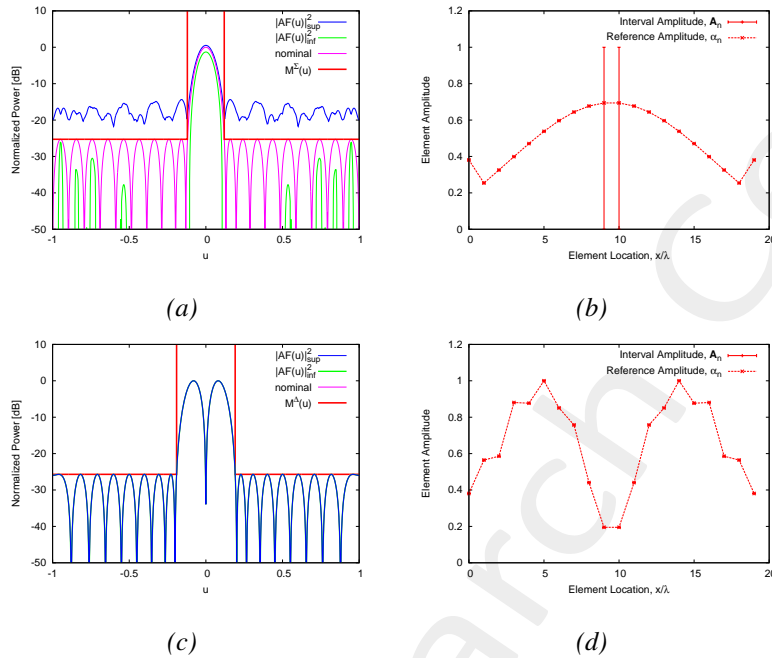 |AF(u)|²sup
|AF(u)|²inf
nominal
M^Σ(u)
Normalized Power [dB]
10
0
-10
-20
-30
-40
-50
-1
-0.5
0
0.5
1
u
(a)
Interval Amplitude, An
Reference Amplitude, αn
Element Amplitude
1.2
1
0.8
0.6
0.4
0.2
0
0
5
10
15
20
Element Location, x/λ
(b)
|AF(u)|²sup
|AF(u)|²inf
nominal
M^Δ(u)
Normalized Power [dB]
10
0
-10
-20
-30
-40
-50
-1
-0.5
0
0.5
1
u
(c)
Interval Amplitude, An
Reference Amplitude, αn
Element Amplitude
1.2
1
0.8
0.6
0.4
0.2
0
0
5
10
15
20
Element Location, x/λ
(d)